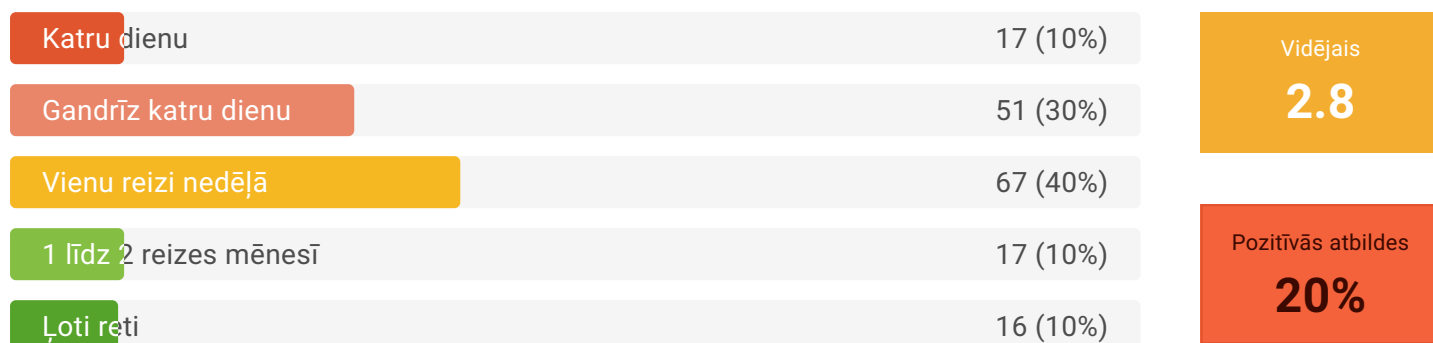 Katru dienu 17 (10%)
Gandrīz katru dienu 51 (30%)
Vienu reizi nedēļā 67 (40%)
1 līdz 2 reizes mēnesī 17 (10%)
Ļoti reti 16 (10%)
Vidējais
2.8
Pozitīvās atbildes
20%